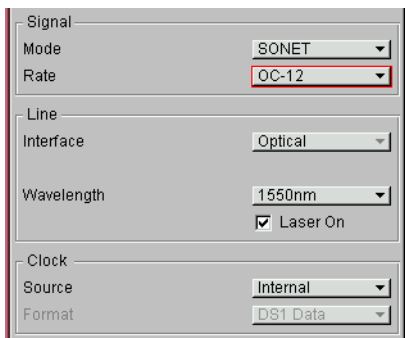 Signal
Mode SONET
Rate OC-12
Line
Interface Optical
Wavelength 1550nm
Laser On
Clock
Source Internal
Format DS1 Data